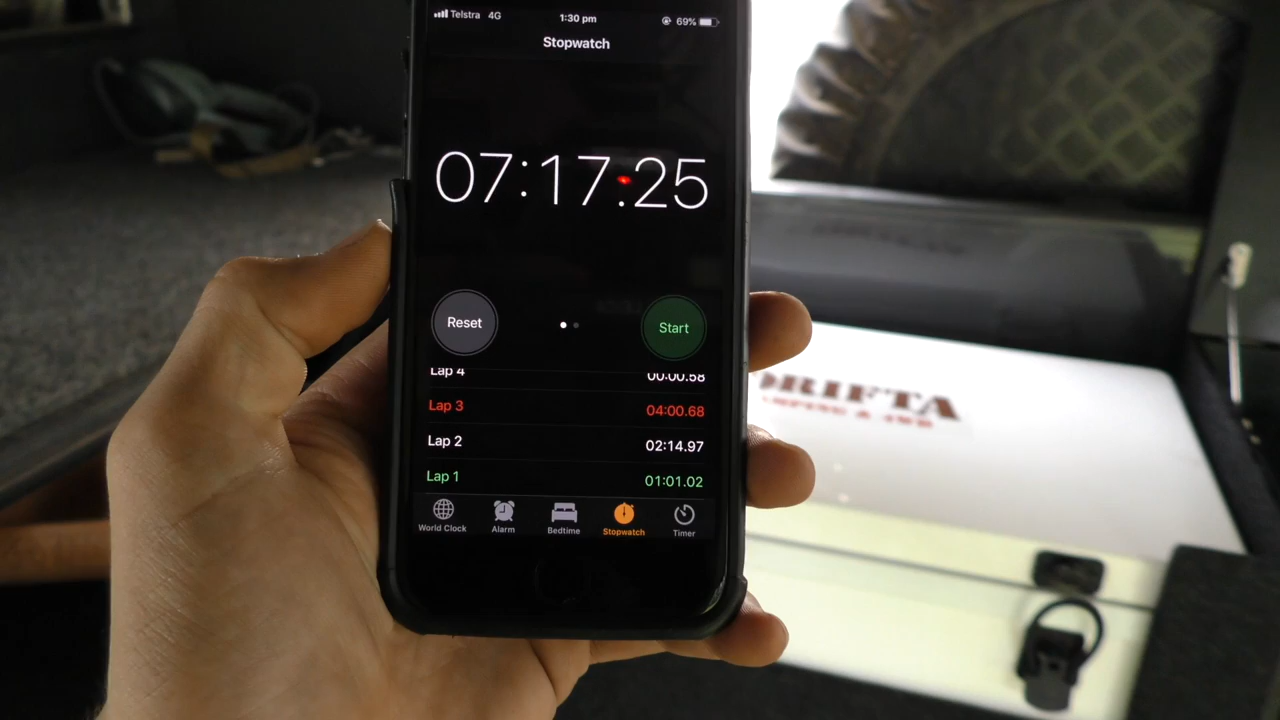 Telstra 4G 1:30 pm 69%
Stopwatch
07:17.25
Reset Start
Lap 4 00:00.58
Lap 3 04:00.68
Lap 2 02:14.97
Lap 1 01:01.02
World Clock Alarm Bedtime Stopwatch Timer
DRIFTA